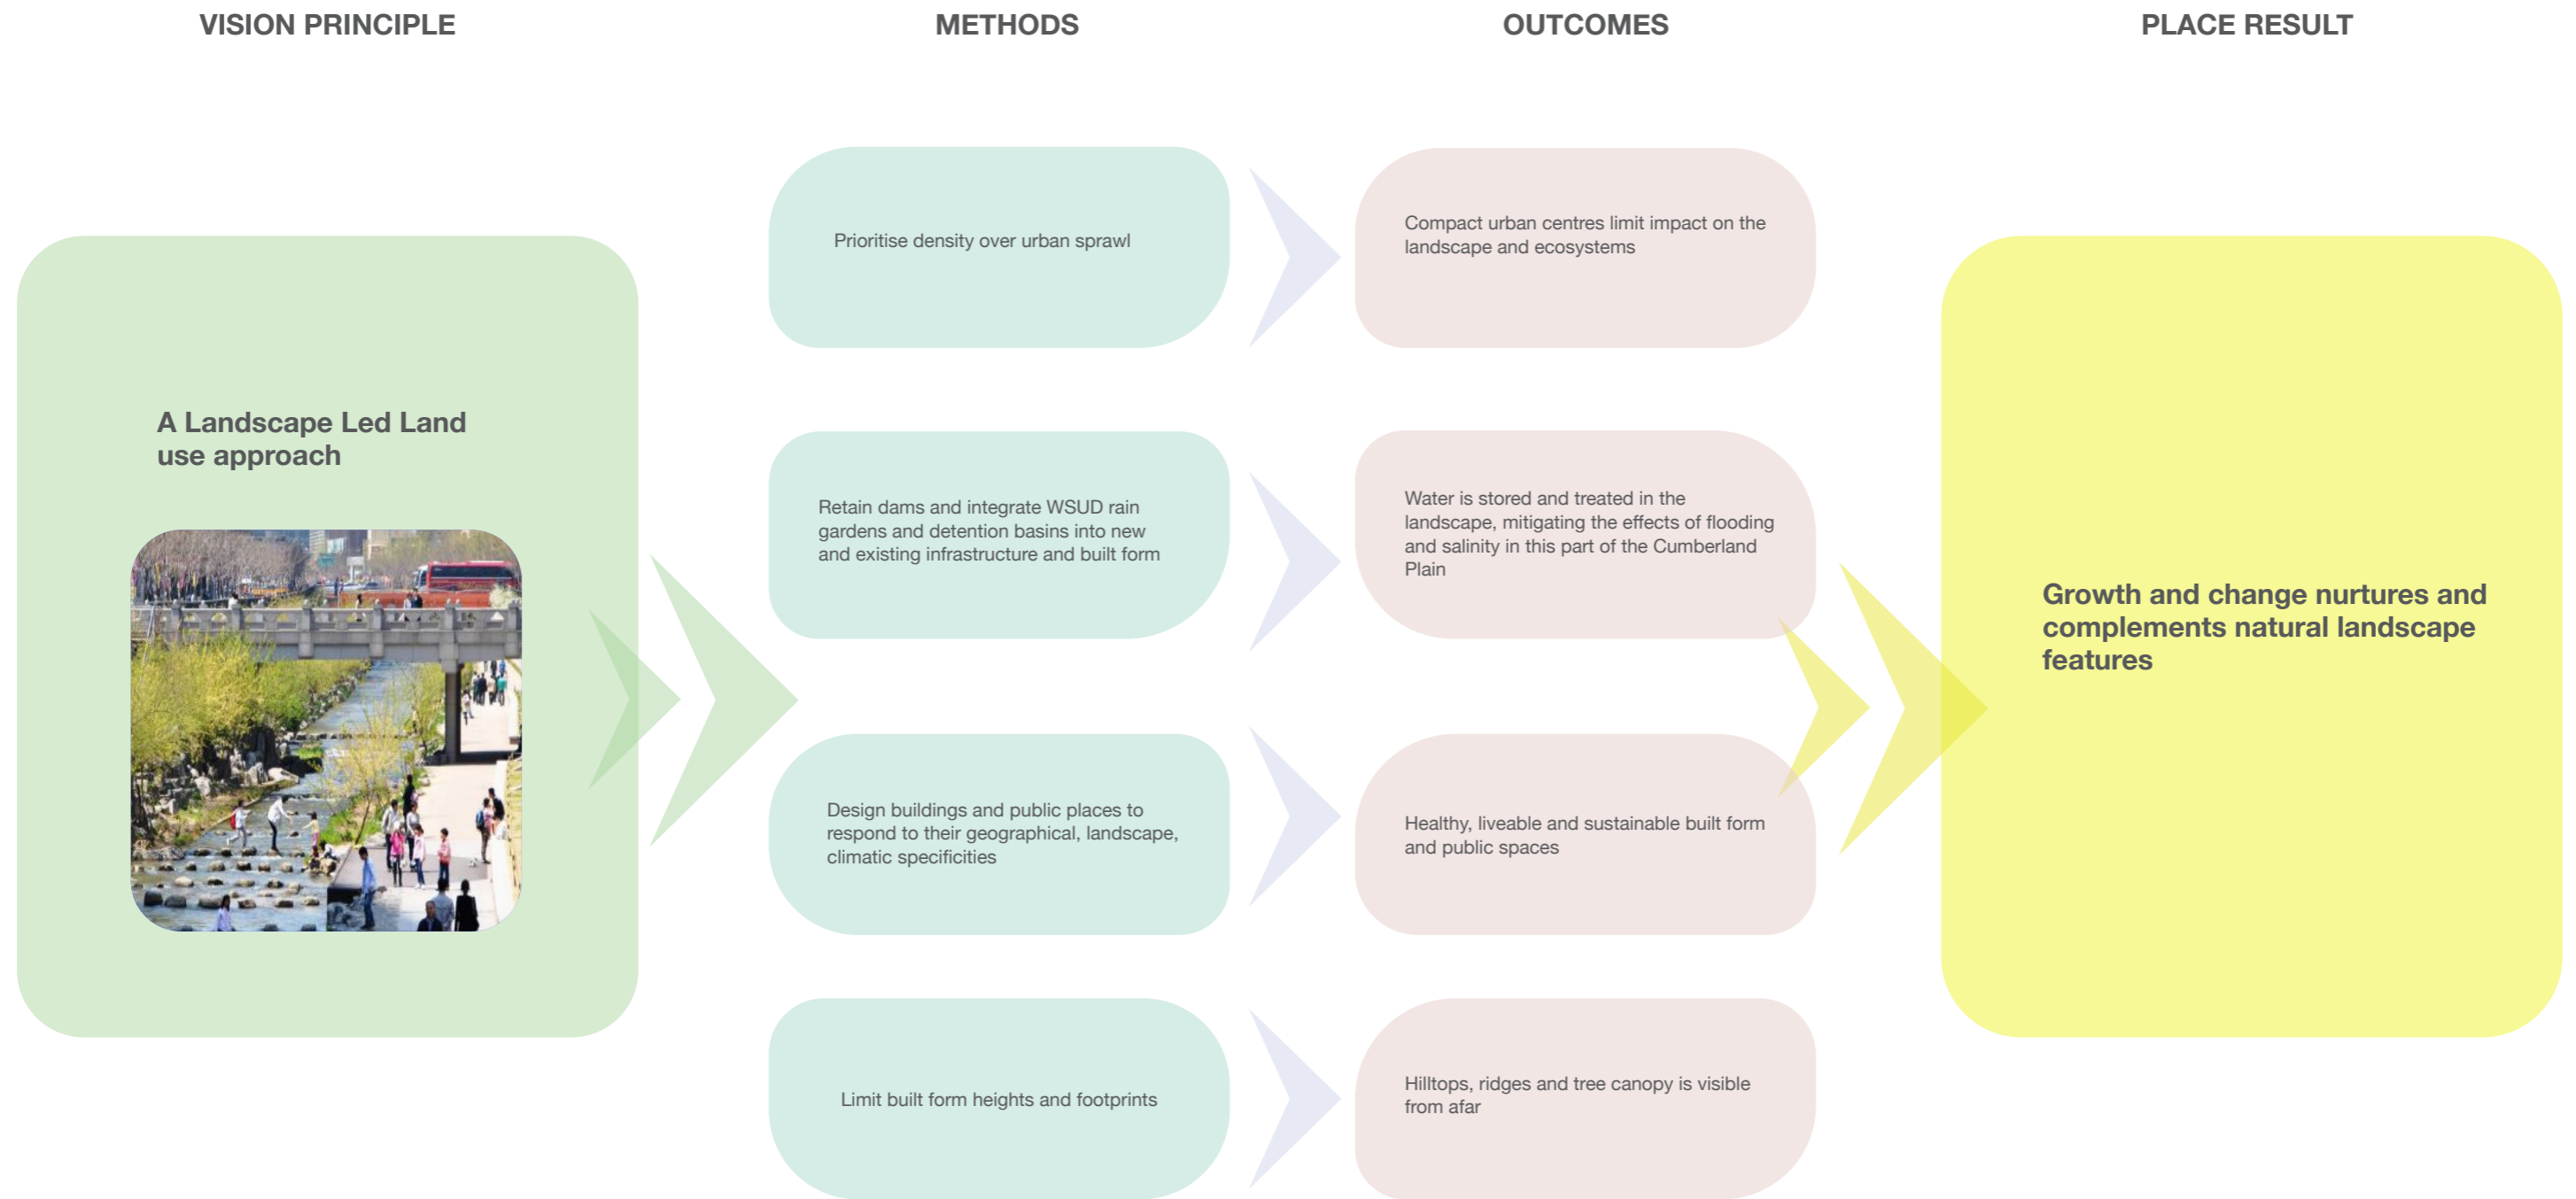 VISION PRINCIPLE
METHODS
OUTCOMES
PLACE RESULT
A Landscape Led Land
use approach
Prioritise density over urban sprawl
Compact urban centres limit impact on the
landscape and ecosystems
Retain dams and integrate WSUD rain
gardens and detention basins into new
and existing infrastructure and built form
Water is stored and treated in the
landscape, mitigating the effects of flooding
and salinity in this part of the Cumberland
Plain
Design buildings and public places to
respond to their geographical, landscape,
climatic specificities
Healthy, liveable and sustainable built form
and public spaces
Limit built form heights and footprints
Hilltops, ridges and tree canopy is visible
from afar
Growth and change nurtures and
complements natural landscape
features